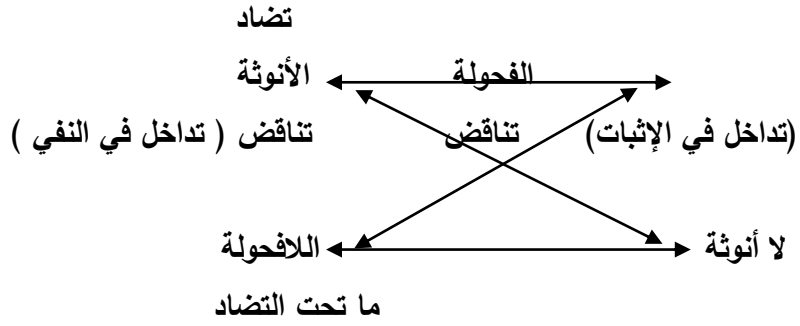 تضاد
الفحولة الأنوثة
(تداخل في الإثبات) تناقض تناقض ( تداخل في النفي )
لا أنوثة اللافحولة
ما تحت التضاد